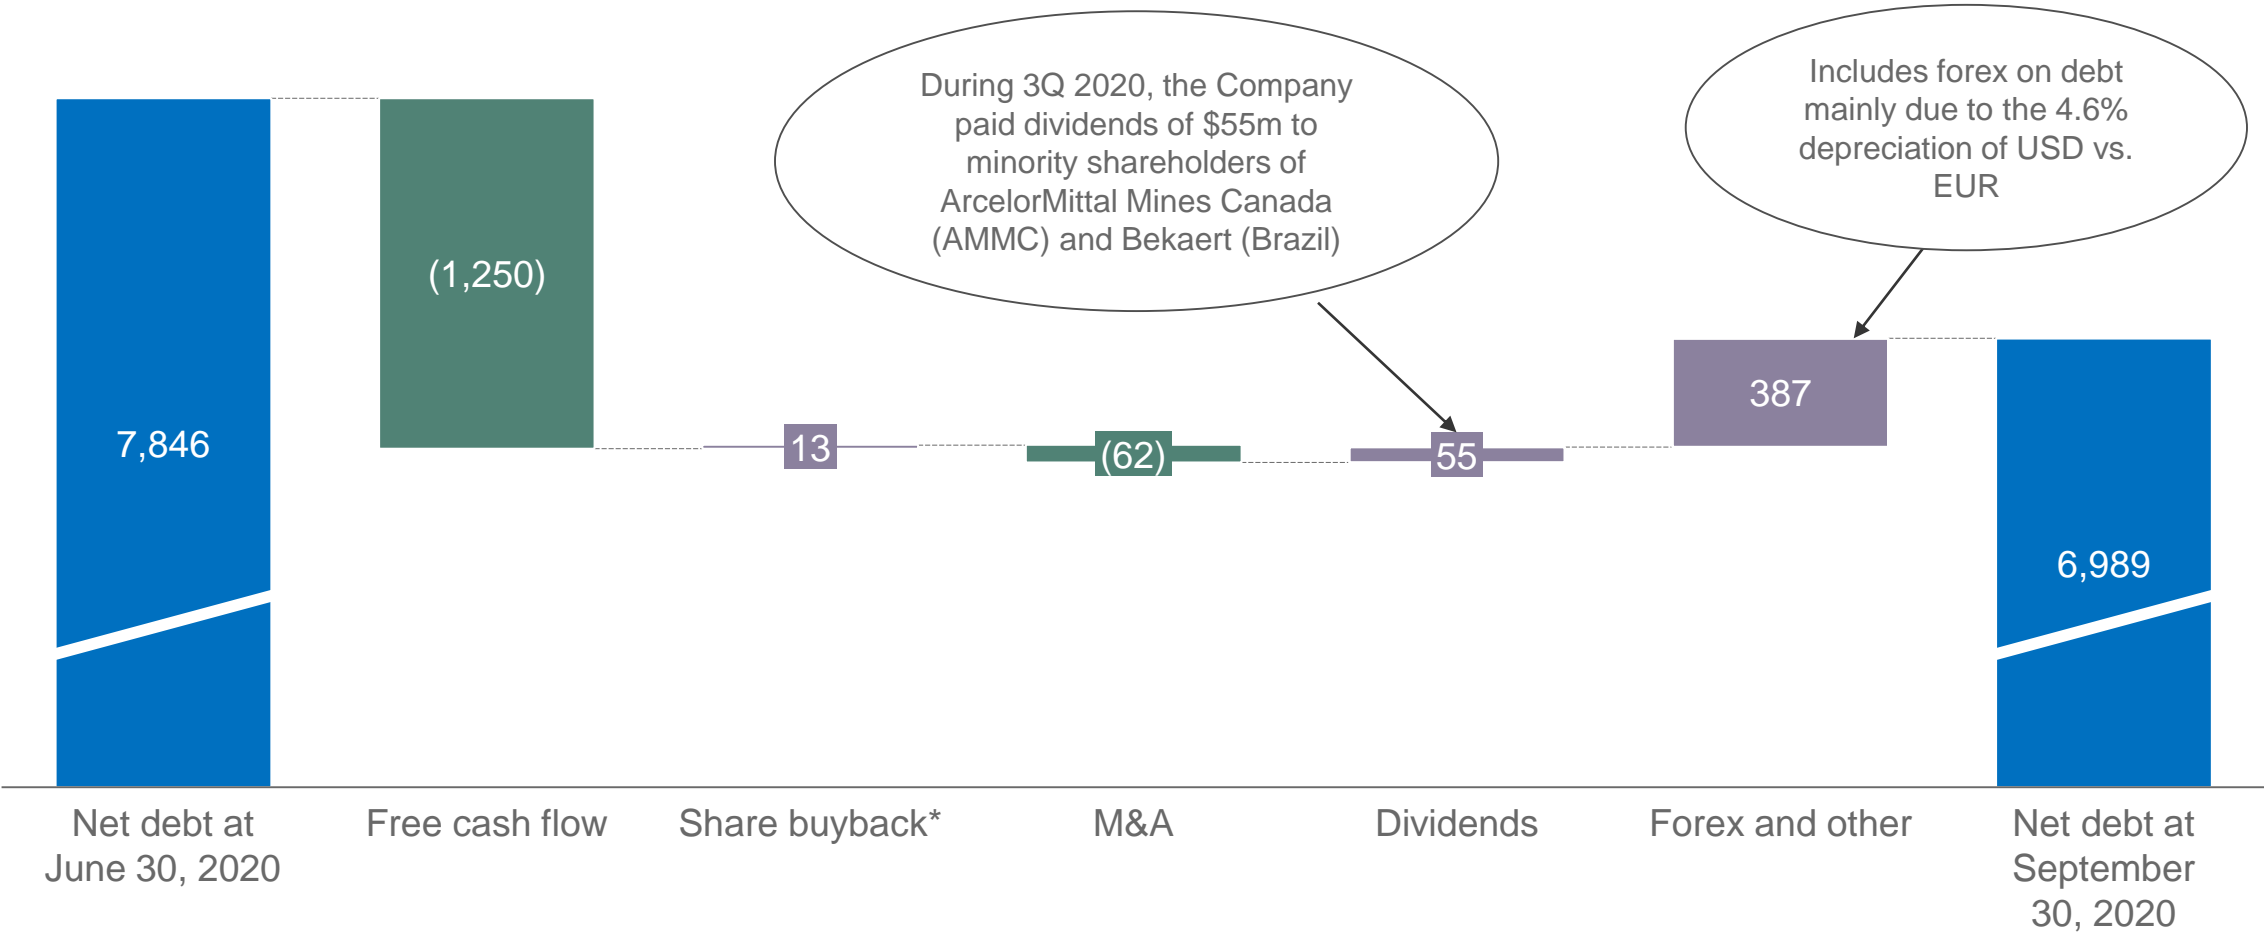 During 3Q 2020, the Company
paid dividends of $55m to
minority shareholders of
ArcelorMittal Mines Canada
(AMMC) and Bekaert (Brazil)
Includes forex on debt
mainly due to the 4.6%
depreciation of USD vs.
EUR
7,846
(1,250)
13
(62)
55
387
6,989
Net debt at
June 30, 2020
Free cash flow
Share buyback*
M&A
Dividends
Forex and other
Net debt at
September
30, 2020